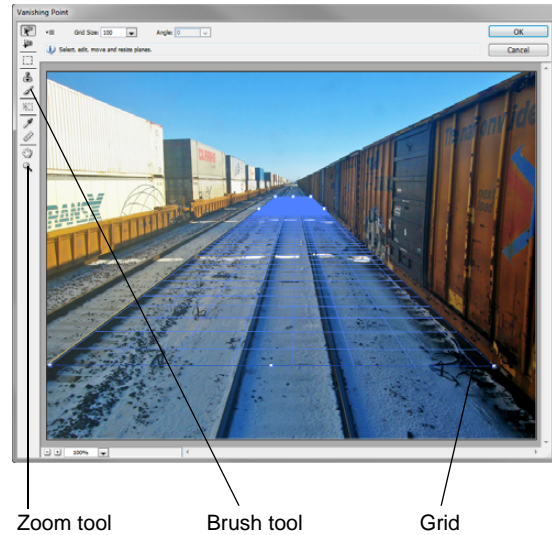 Vanishing Point
Grid Size: 100 Angle: 0 OK
Select, edit, move and resize planes. Cancel
TRANSX
100%
Zoom tool Brush tool Grid